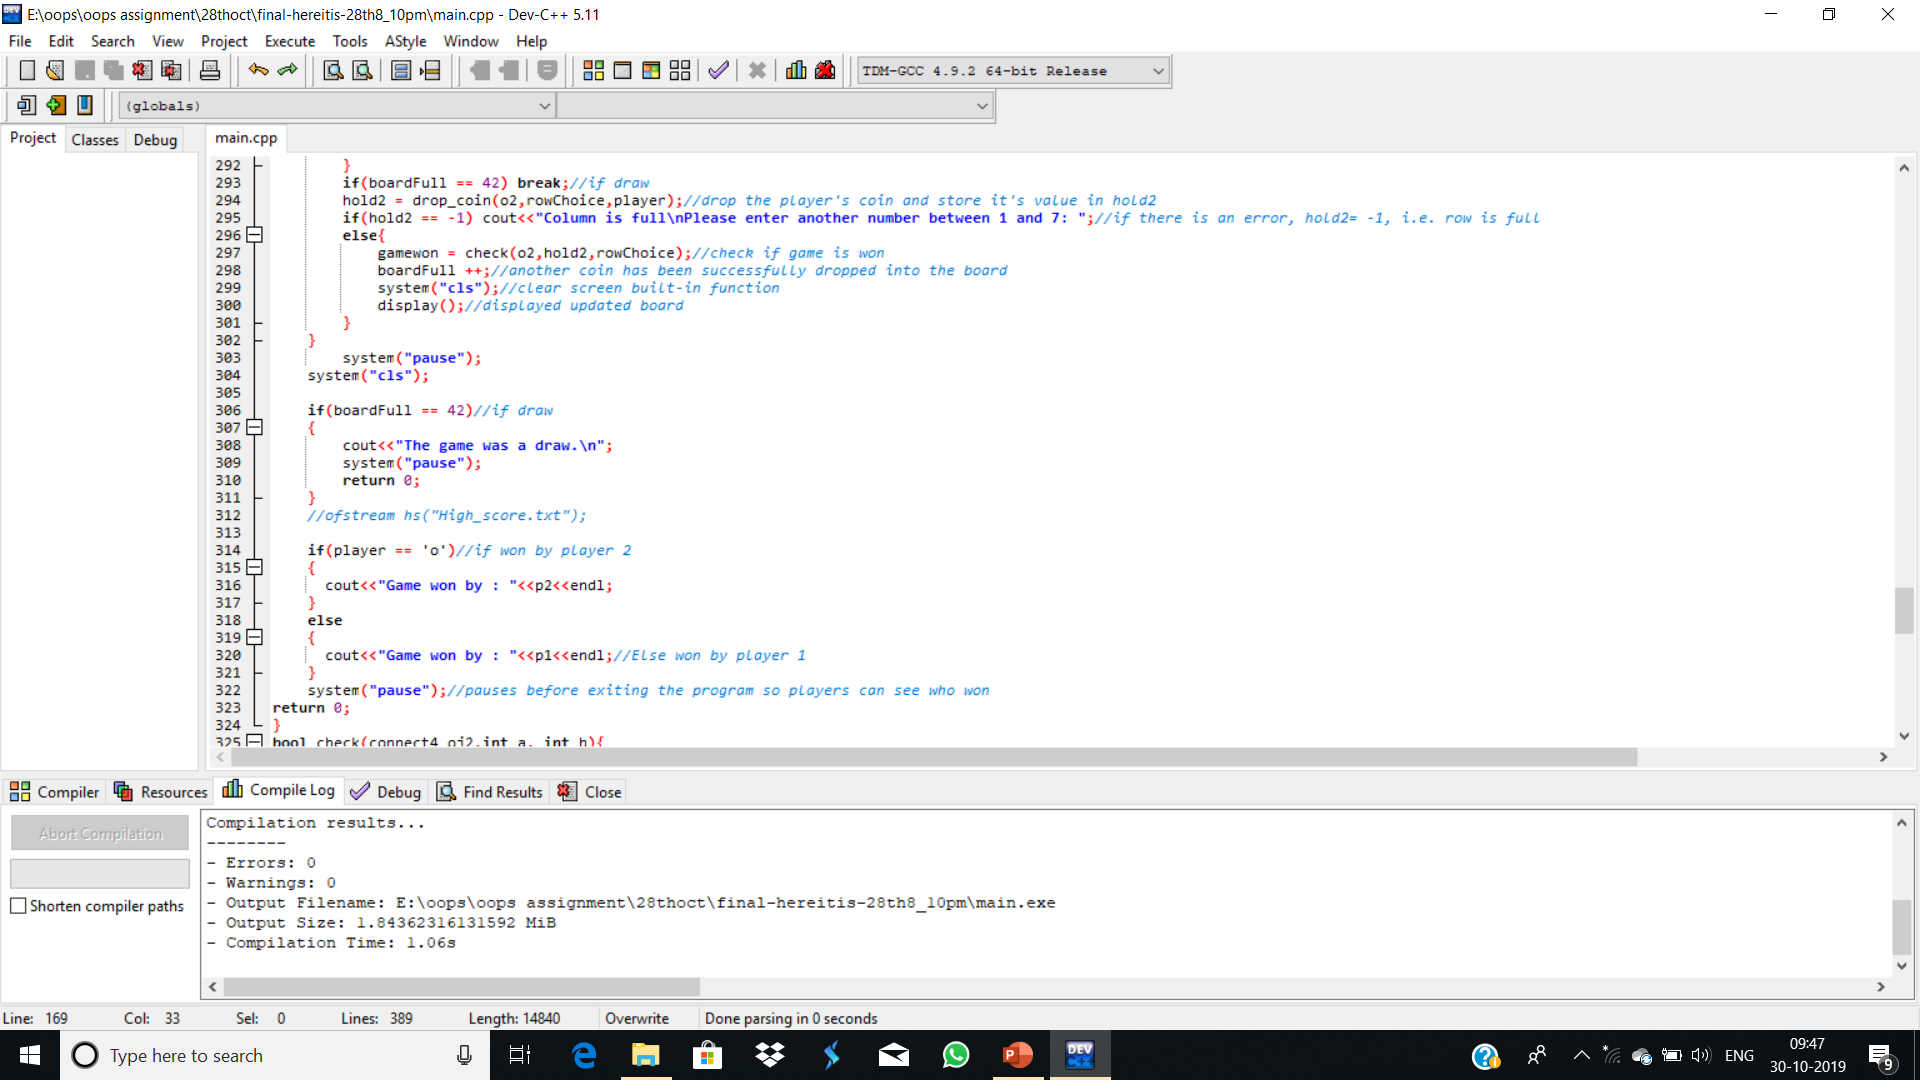 E:\oops\oops assignment\28thoct\final-hereitis-28th8_10pm\main.cpp - Dev-C++ 5.11
File Edit Search View Project Execute Tools AStyle Window Help
TDM-GCC 4.9.2 64-bit Release
(globals)
Project Classes Debug main.cpp
292 }
293 if(boardFull == 42) break;//if draw
294 hold2 = drop_coin(o2,rowChoice,player);//drop the player's coin and store it's value in hold2
295 if(hold2 == -1) cout<<"Column is full\nPlease enter another number between 1 and 7: ";//if there is an error, hold2= -1, i.e. row is full
296 else{
297 gamewon = check(o2,hold2,rowChoice);//check if game is won
298 boardFull ++;//another coin has been successfully dropped into the board
299 system("cls");//clear screen built-in function
300 display();//displayed updated board
301 }
302 }
303 system("pause");
304 system("cls");
305
306 if(boardFull == 42)//if draw
307 {
308 cout<<"The game was a draw.\n";
309 system("pause");
310 return 0;
311 }
312 //ofstream hs("High_score.txt");
313
314 if(player == 'o')//if won by player 2
315 {
316 cout<<"Game won by : "<<p2<<endl;
317 }
318 else
319 {
320 cout<<"Game won by : "<<p1<<endl;//Else won by player 1
321 }
322 system("pause");//pauses before exiting the program so players can see who won
323 return 0;
324 }
325 bool check(connect4 oj2,int a, int b){
Compiler Resources Compile Log Debug Find Results Close
Abort Compilation
Shorten compiler paths
Compilation results...
--------
- Errors: 0
- Warnings: 0
- Output Filename: E:\oops\oops assignment\28thoct\final-hereitis-28th8_10pm\main.exe
- Output Size: 1.84362316131592 MiB
- Compilation Time: 1.06s
Line: 169 Col: 33 Sel: 0 Lines: 389 Length: 14840 Overwrite Done parsing in 0 seconds
Type here to search
DEV C++
ENG
09:47
30-10-2019
9